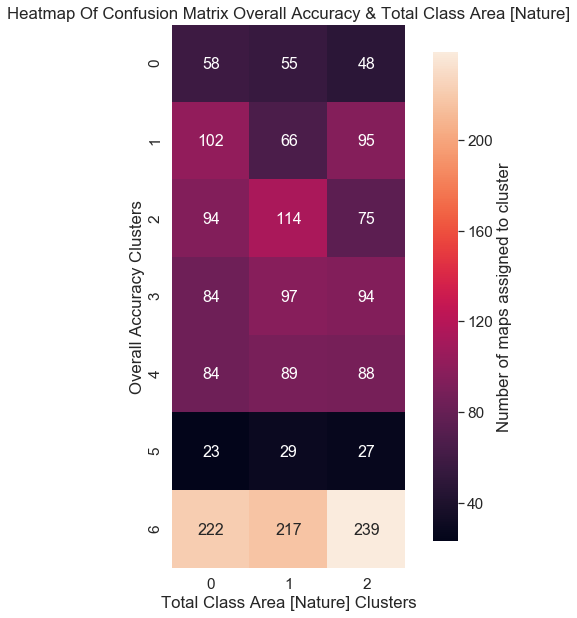 Heatmap Of Confusion Matrix Overall Accuracy & Total Class Area [Nature]
Overall Accuracy Clusters
0 58 55 48
1 102 66 95
2 94 114 75
3 84 97 94
4 84 89 88
5 23 29 27
6 222 217 239
0 1 2
Total Class Area [Nature] Clusters
200
160
120
80
40
Number of maps assigned to cluster